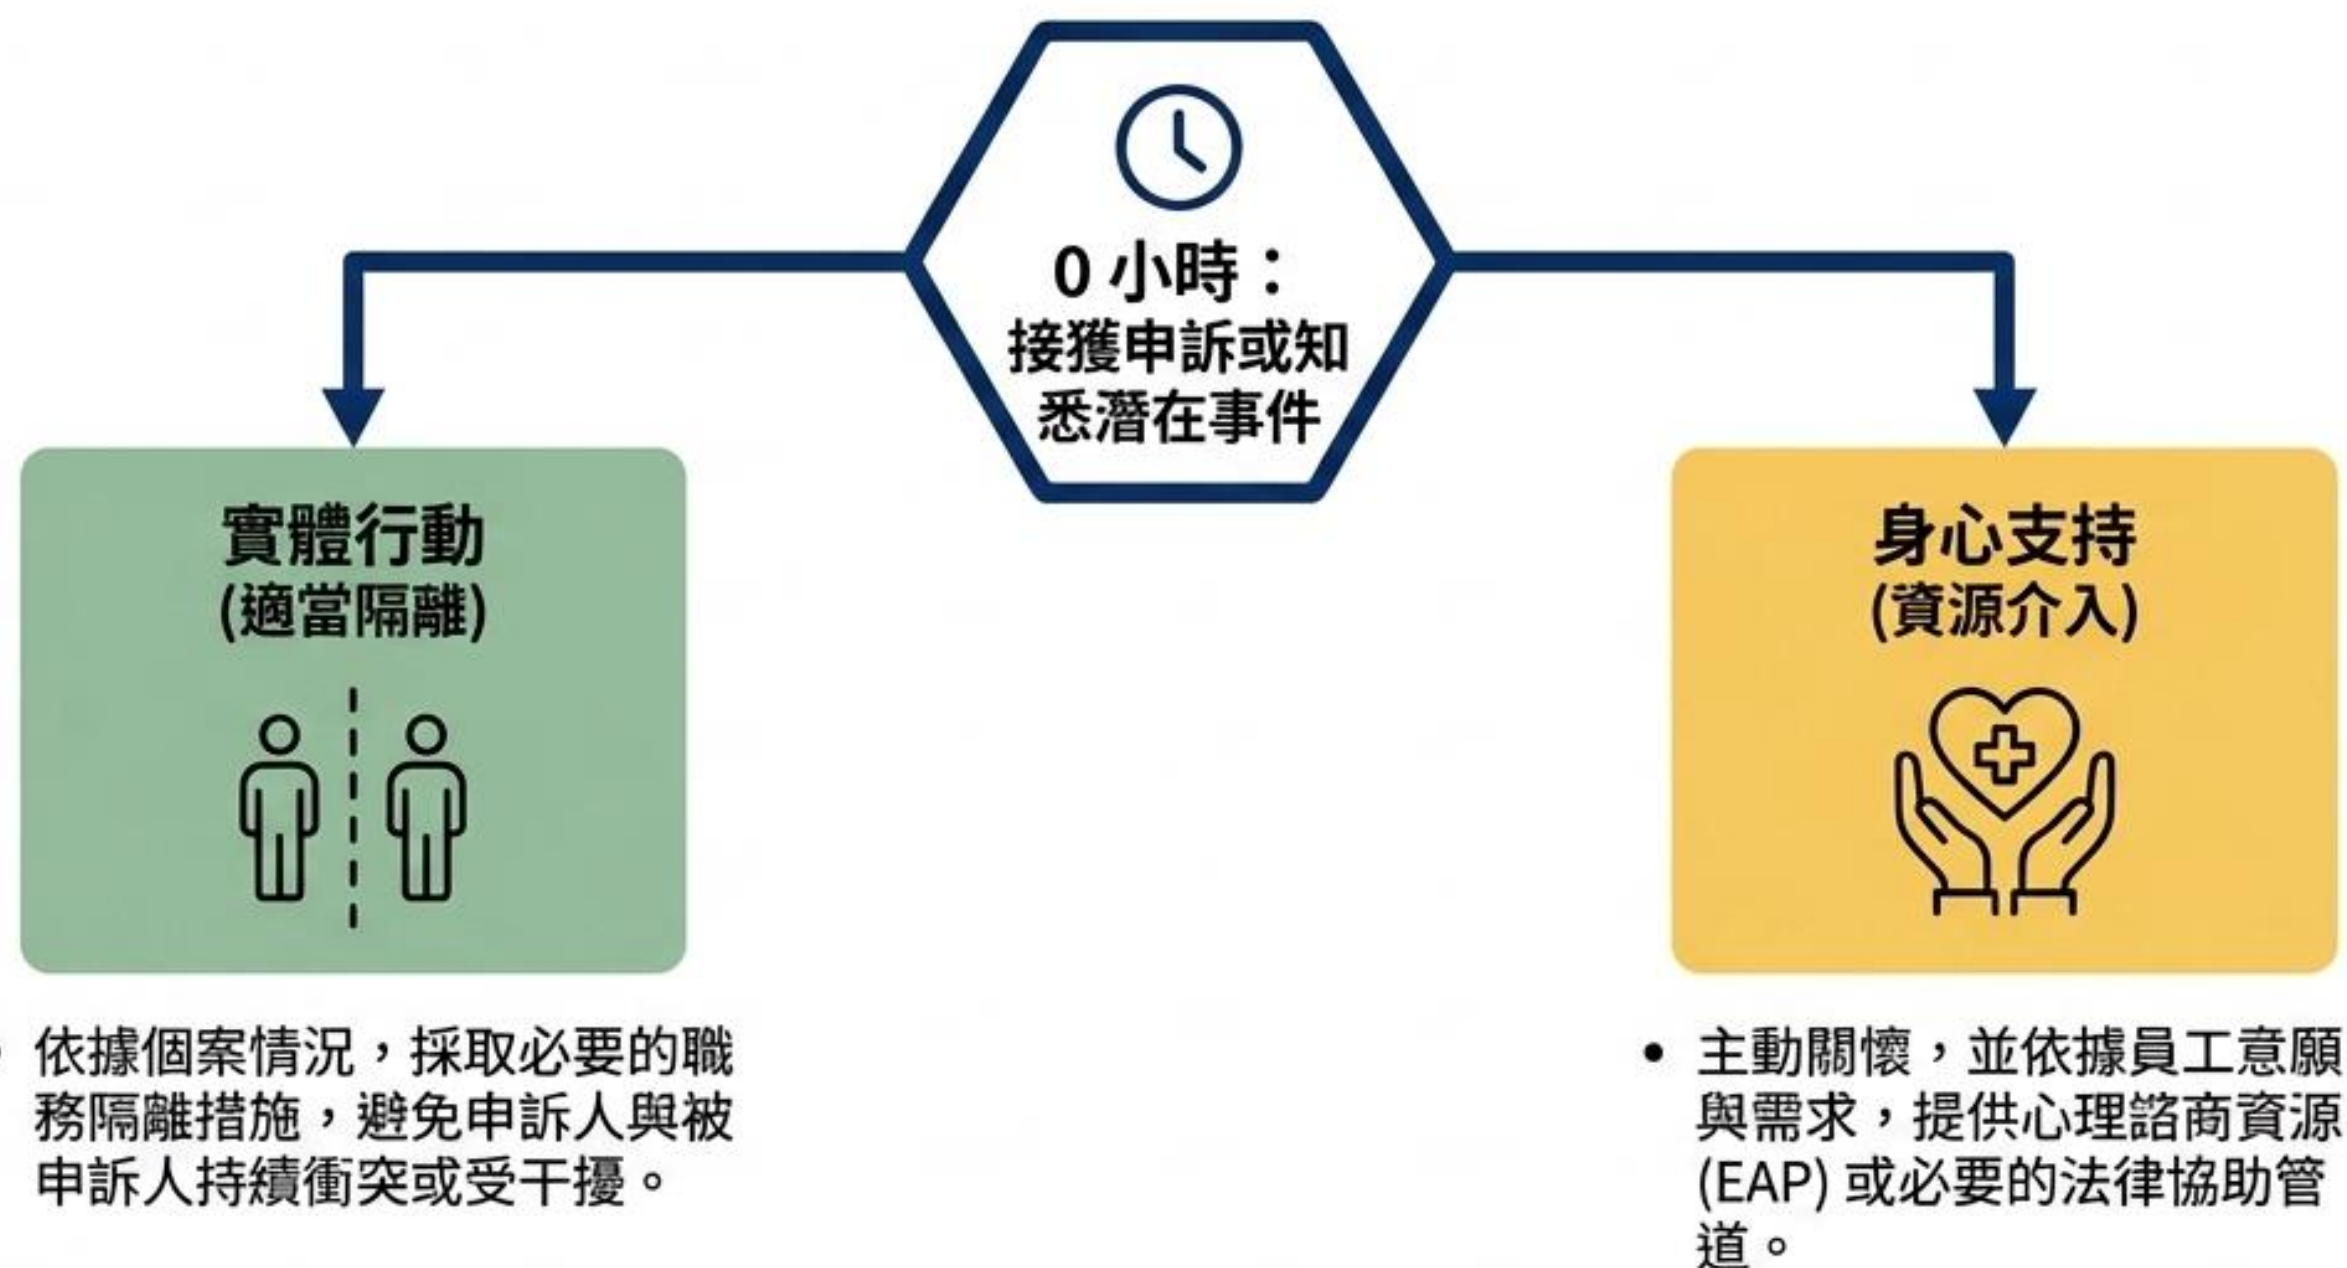 0 小時：
接獲申訴或知
悉潛在事件
實體行動
(適當隔離)
• 依據個案情況，採取必要的職
務隔離措施，避免申訴人與被
申訴人持續衝突或受干擾。
身心支持
(資源介入)
• 主動關懷，並依據員工意願
與需求，提供心理諮商資源
(EAP) 或必要的法律協助管
道。